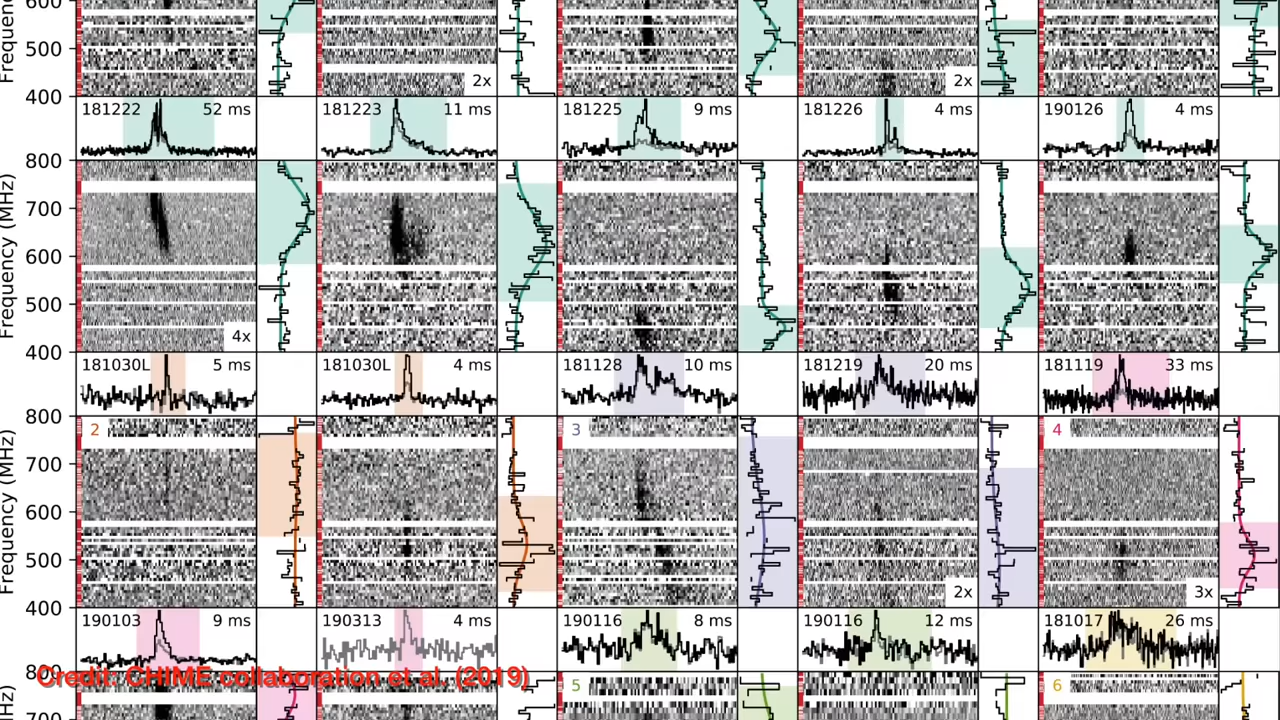 600
500
400
Frequency
2x
2x
181222 52 ms 181223 11 ms 181225 9 ms 181226 4 ms 190126 4 ms
800
700
600
500
400
Frequency (MHz)
4x
181030L 5 ms 181030L 4 ms 181128 10 ms 181219 20 ms 181119 33 ms
800
700
600
500
400
Frequency (MHz)
2 3 4
2x 3x
190103 9 ms 190313 4 ms 190116 8 ms 190116 12 ms 181017 26 ms
800
Credit: CHIME collaboration et al. (2019)
5 6
700
Hz)